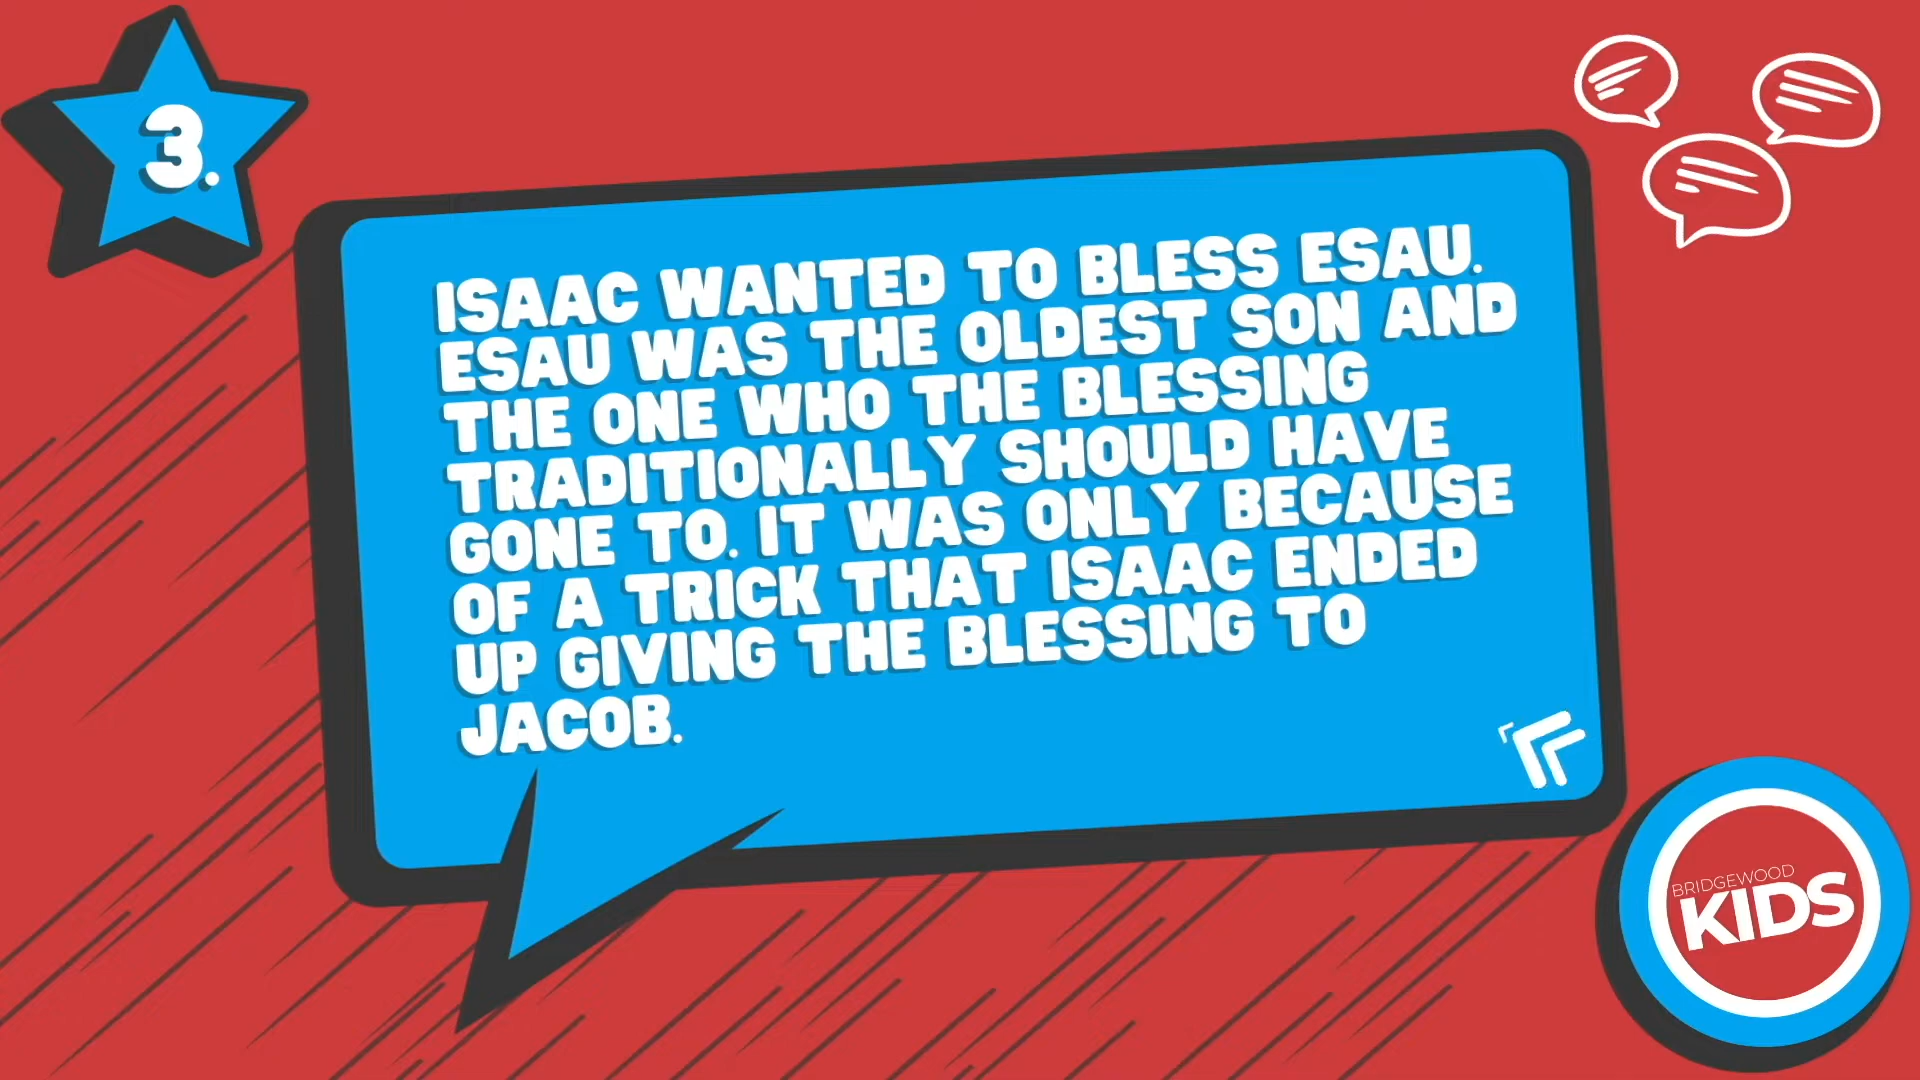 3.
ISAAC WANTED TO BLESS ESAU.
ESAU WAS THE OLDEST SON AND
THE ONE WHO THE BLESSING
TRADITIONALLY SHOULD HAVE
GONE TO. IT WAS ONLY BECAUSE
OF A TRICK THAT ISAAC ENDED
UP GIVING THE BLESSING TO
JACOB.
BRIDGEWOOD
KIDS